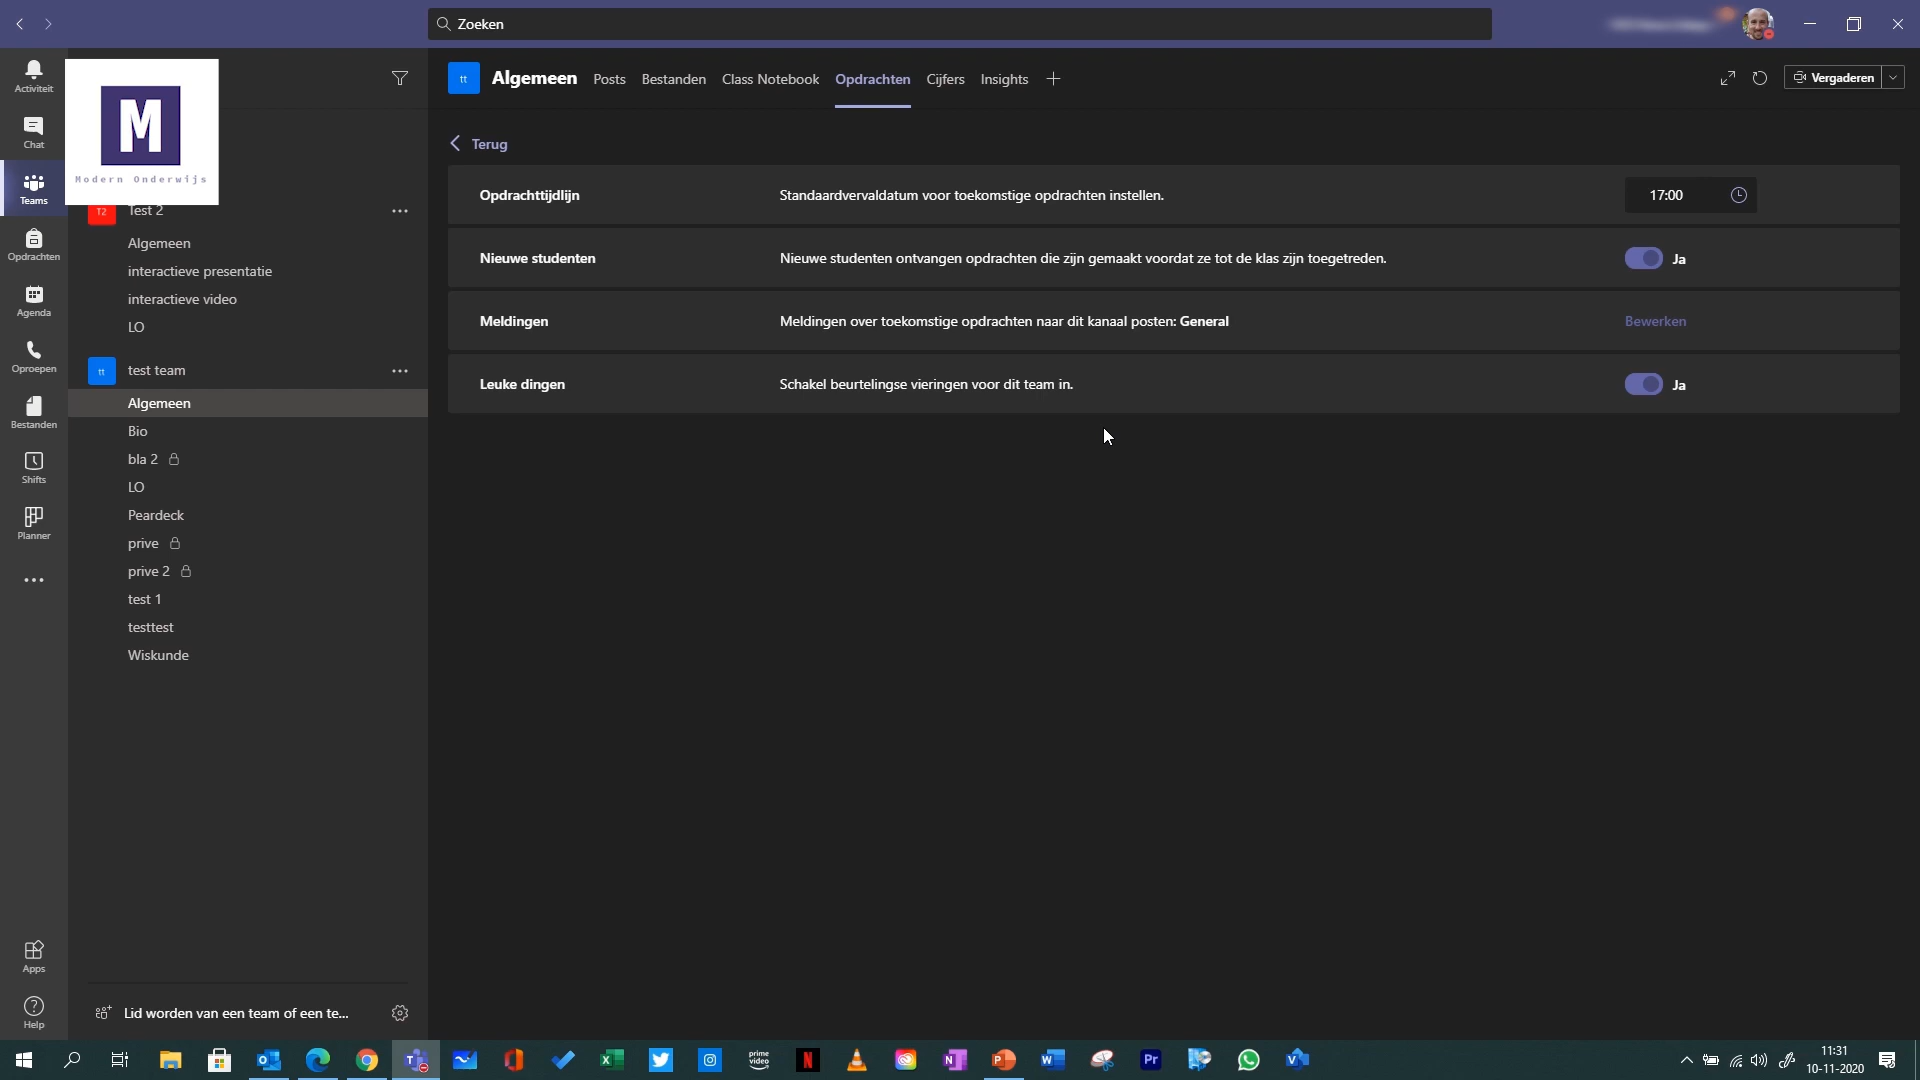 Zoeken
Activiteit
Chat
Teams
Opdrachten
Agenda
Oproepen
Bestanden
Shifts
Planner
Apps
Help
M
Modern Onderwijs
T2 Test 2
Algemeen
interactieve presentatie
interactieve video
LO
tt test team
Algemeen
Bio
bla 2
LO
Peardeck
prive
prive 2
test 1
testtest
Wiskunde
Lid worden van een team of een te...
tt Algemeen Posts Bestanden Class Notebook Opdrachten Cijfers Insights
Vergaderen
Terug
Opdrachttijdlijn Standaardvervaldatum voor toekomstige opdrachten instellen. 17:00
Nieuwe studenten Nieuwe studenten ontvangen opdrachten die zijn gemaakt voordat ze tot de klas zijn toegetreden. Ja
Meldingen Meldingen over toekomstige opdrachten naar dit kanaal posten: General Bewerken
Leuke dingen Schakel beurtelingse vieringen voor dit team in. Ja
prime video
N
N
P
W
Pr
V
11:31
10-11-2020